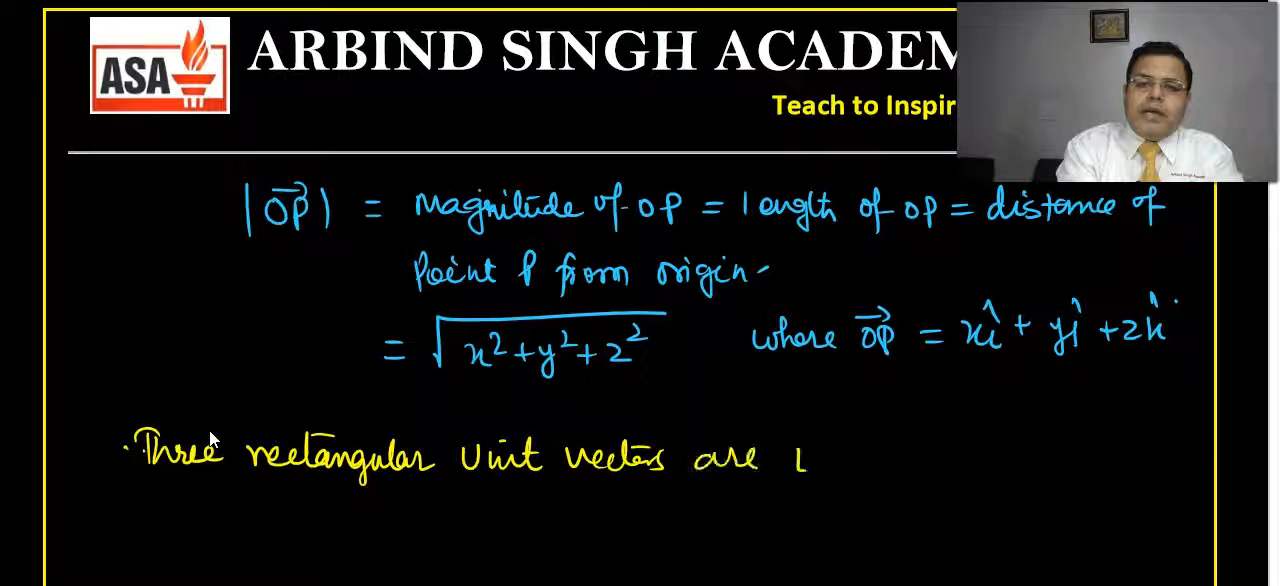 ASA
ARBIND SINGH ACADEM
Teach to Inspir
|OP→| = Magnitude of OP = length of OP = distance of
Point P from origin
= √x²+y²+z² where OP→ = xî + yĵ + zk̂
Three rectangular unit vectors are